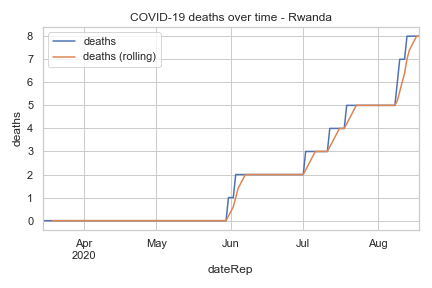 COVID-19 deaths over time - Rwanda
deaths
deaths (rolling)
8
7
6
5
4
3
2
1
0
deaths
Apr May Jun Jul Aug
2020
dateRep